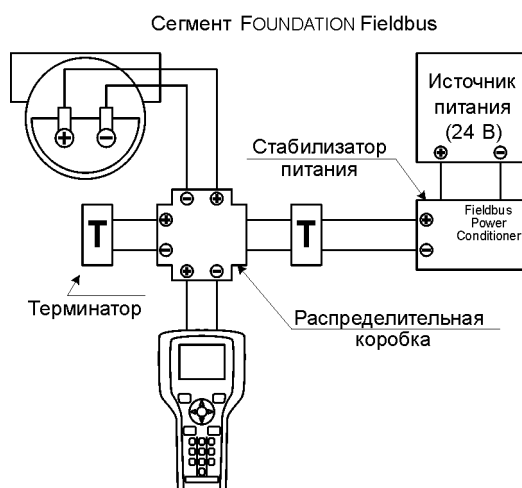 Сегмент FOUNDATION Fieldbus
Источник
питания
(24 В)
Стабилизатор
питания
Fieldbus
Power
Conditioner
T
T
Терминатор
Распределительная
коробка